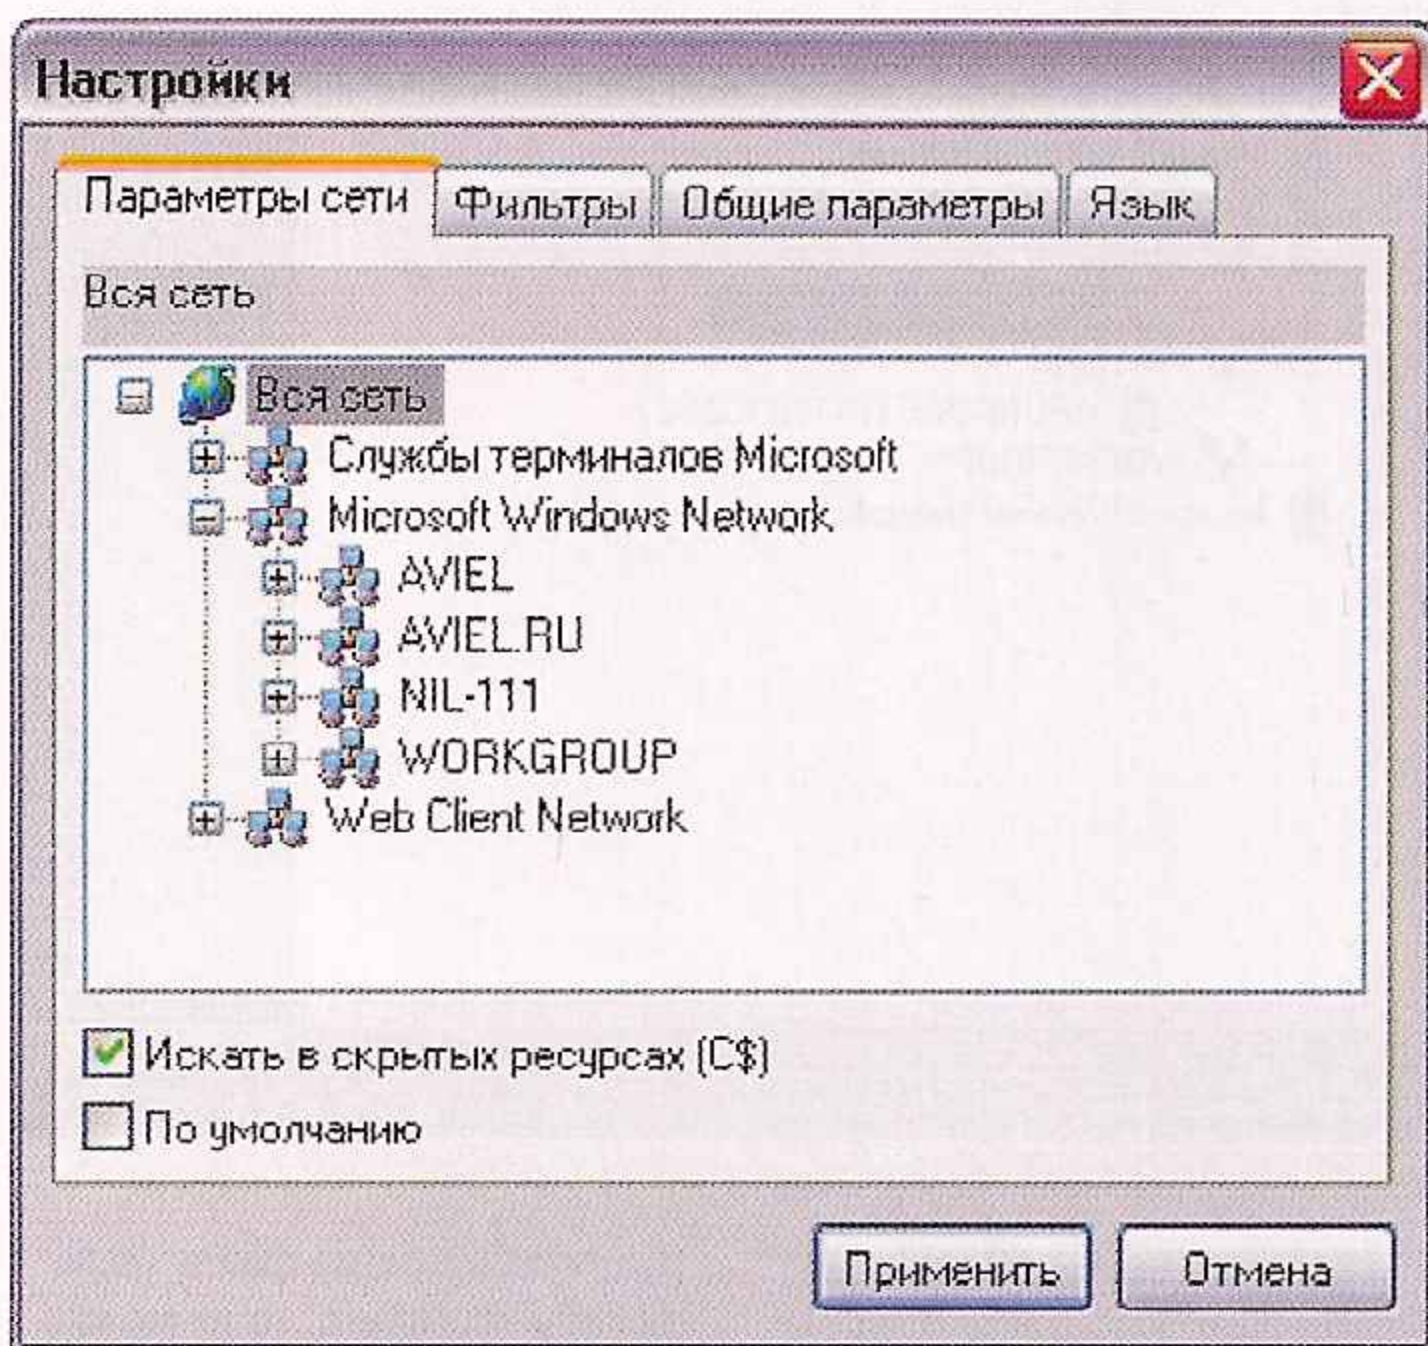 Настройки
Параметры сети Фильтры Общие параметры Язык
Вся сеть
Вся сеть
Службы терминалов Microsoft
Microsoft Windows Network
AVIEL
AVIEL.RU
NIL-111
WORKGROUP
Web Client Network
Искать в скрытых ресурсах (C$)
По умолчанию
Применить Отмена